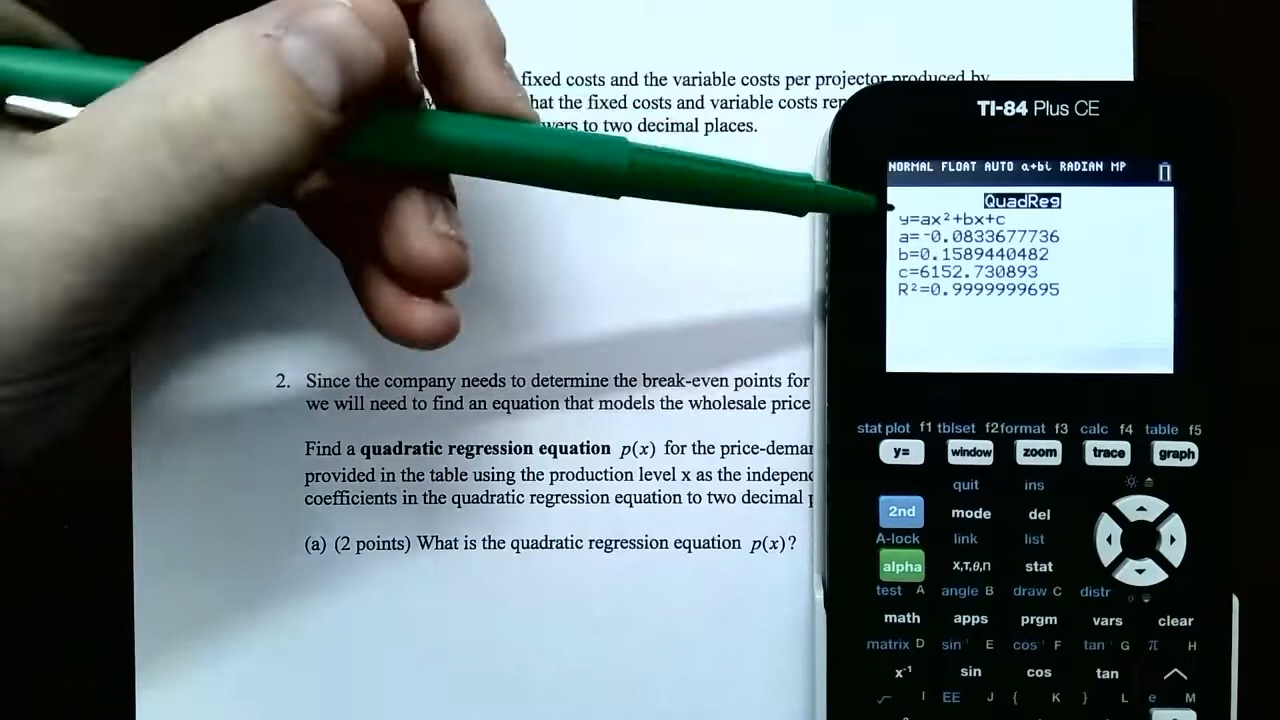 fixed costs and the variable costs per projector produced by
hat the fixed costs and variable costs
to two decimal places.
2. Since the company needs to determine the break-even points for
we will need to find an equation that models the wholesale price
Find a quadratic regression equation p(x) for the
provided in the table using the production level x as the
coefficients in the quadratic regression equation to two decimal
(a) (2 points) What is the quadratic regression equation p(x)?
TI-84 Plus CE
NORMAL FLOAT AUTO a+bi RADIAN MP
QuadReg
y=ax²+bx+c
a=-0.0833677736
b=0.1589440482
c=6152.730893
R²=0.9999999695
stat plot f1 tblset f2 format f3 calc f4 table f5
y= window zoom trace graph
quit ins
2nd mode del
A-lock link list
alpha X,T,θ,n stat
test A angle B draw C distr
math apps prgm vars clear
matrix D sin⁻¹ E cos⁻¹ F tan⁻¹ G π H
x⁻¹ sin cos tan ^
√ I EE J { K } L e M